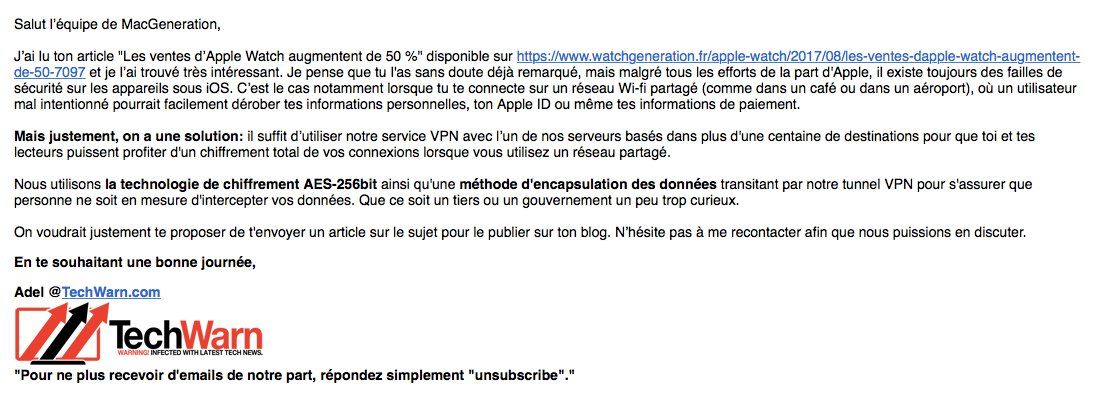 Salut l'équipe de MacGeneration,
J'ai lu ton article "Les ventes d'Apple Watch augmentent de 50 %" disponible sur https://www.watchgeneration.fr/apple-watch/2017/08/les-ventes-dapple-watch-augmentent-
de-50-7097 et je l'ai trouvé très intéressant. Je pense que tu l'as sans doute déjà remarqué, mais malgré tous les efforts de la part d'Apple, il existe toujours des failles de
sécurité sur les appareils sous iOS. C'est le cas notamment lorsque tu te connecte sur un réseau Wi-fi partagé (comme dans un café ou dans un aéroport), où un utilisateur
mal intentionné pourrait facilement dérober tes informations personnelles, ton Apple ID ou même tes informations de paiement.
Mais justement, on a une solution: il suffit d'utiliser notre service VPN avec l'un de nos serveurs basés dans plus d'une centaine de destinations pour que toi et tes
lecteurs puissent profiter d'un chiffrement total de vos connexions lorsque vous utilisez un réseau partagé.
Nous utilisons la technologie de chiffrement AES-256bit ainsi qu'une méthode d'encapsulation des données transitant par notre tunnel VPN pour s'assurer que
personne ne soit en mesure d'intercepter vos données. Que ce soit un tiers ou un gouvernement un peu trop curieux.
On voudrait justement te proposer de t'envoyer un article sur le sujet pour le publier sur ton blog. N'hésite pas à me recontacter afin que nous puissions en discuter.
En te souhaitant une bonne journée,
Adel @TechWarn.com
TechWarn
WARNING! INFECTED WITH LATEST TECH NEWS.
"Pour ne plus recevoir d'emails de notre part, répondez simplement "unsubscribe"."